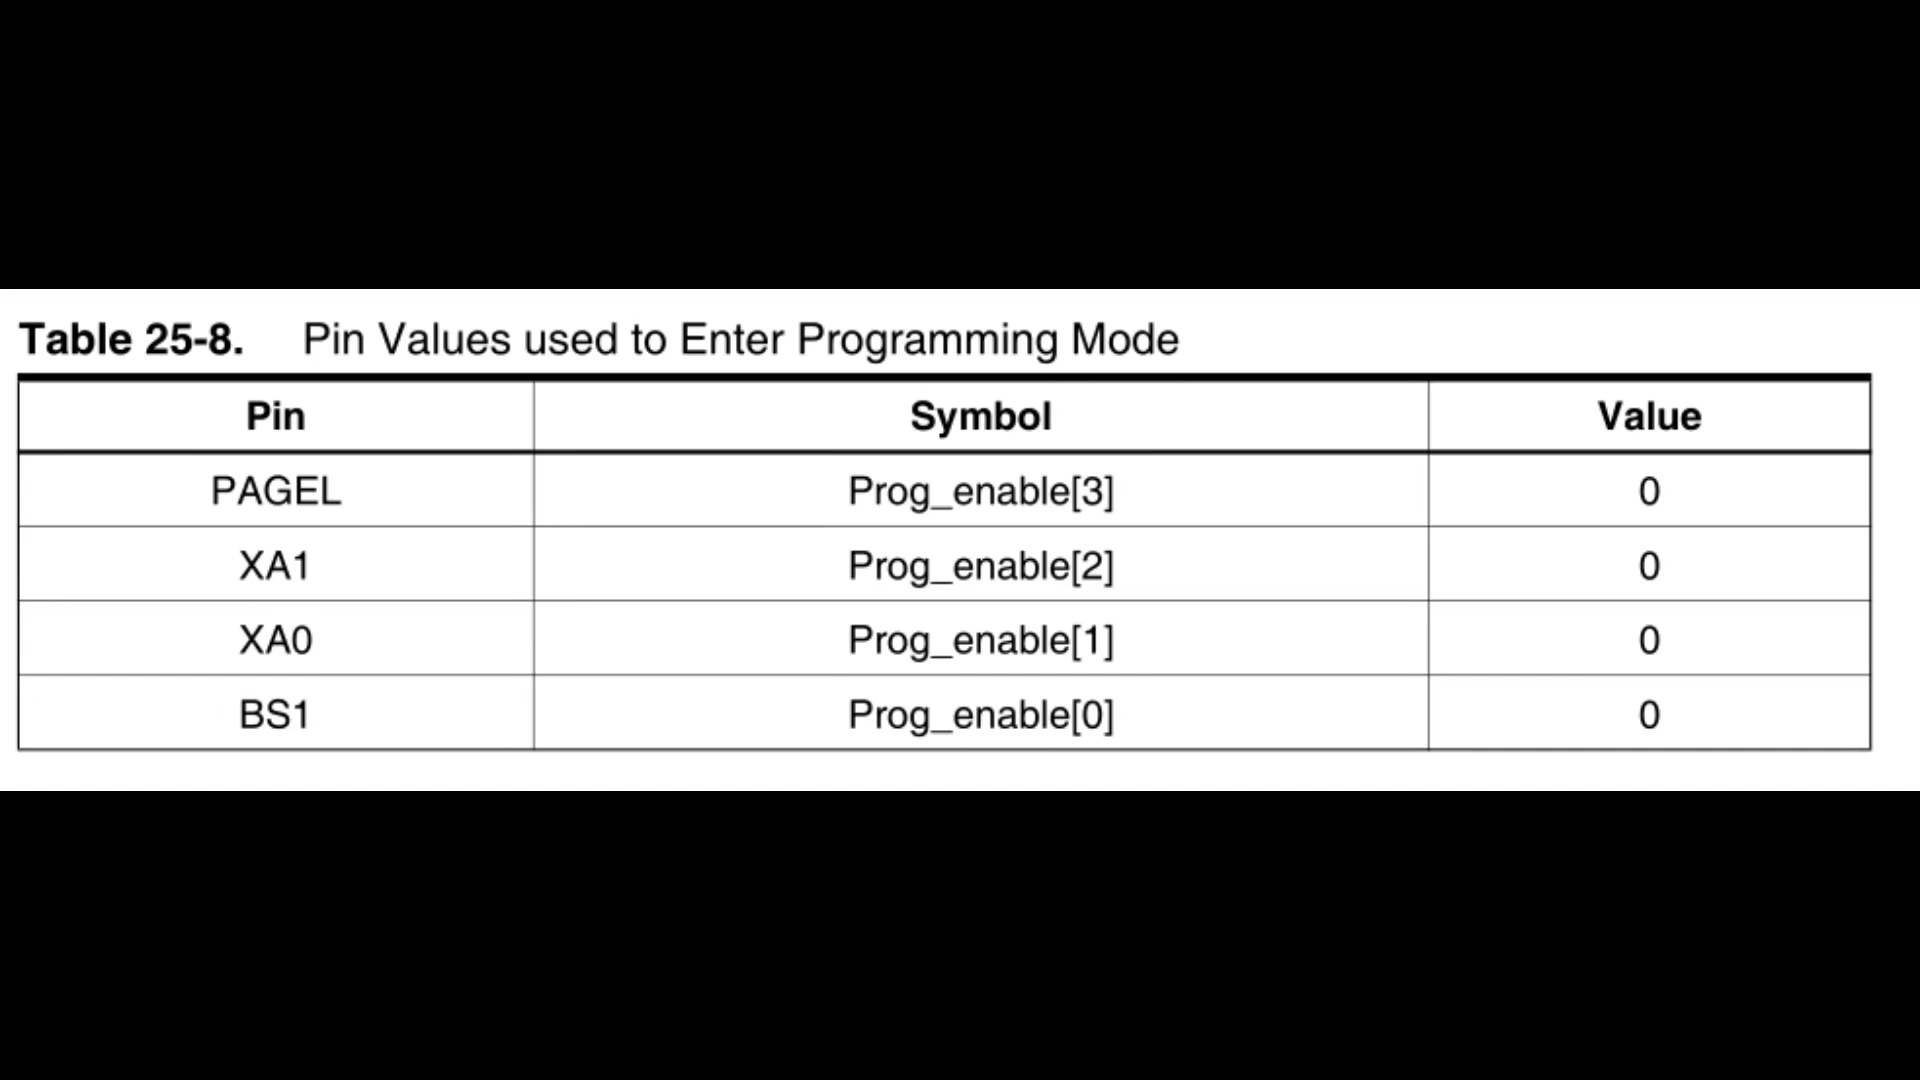 Table 25-8. Pin Values used to Enter Programming Mode
Pin Symbol Value
PAGEL Prog_enable[3] 0
XA1 Prog_enable[2] 0
XA0 Prog_enable[1] 0
BS1 Prog_enable[0] 0